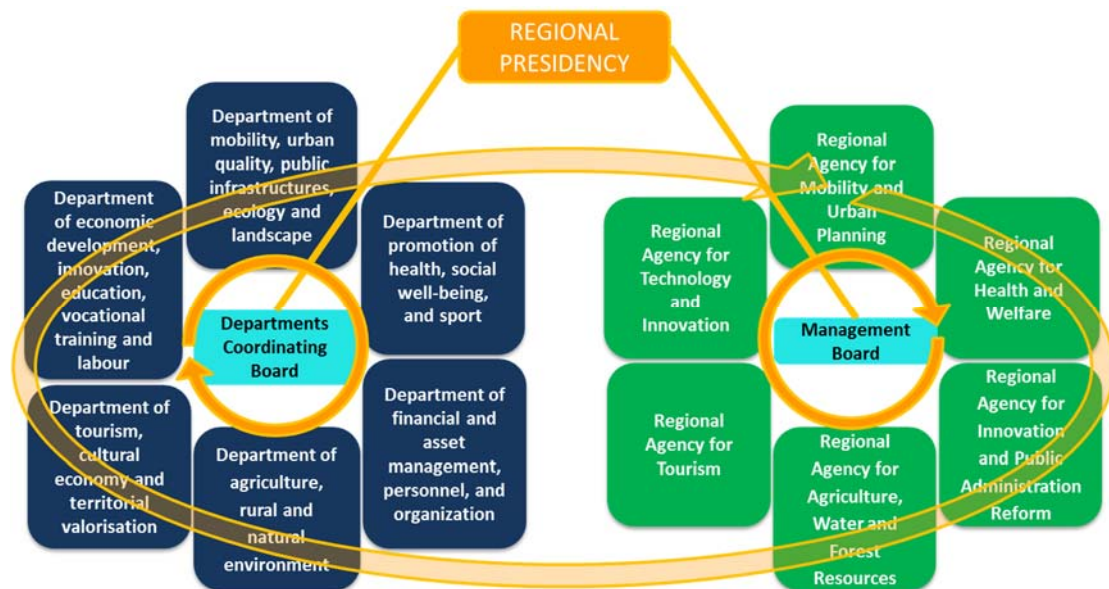 REGIONAL
PRESIDENCY
Department of
mobility, urban
quality, public
infrastructures,
ecology and
landscape
Department
of economic
development,
innovation,
education,
vocational
training and
labour
Department of
promotion of
health, social
well-being,
and sport
Departments
Coordinating
Board
Department of
tourism,
cultural
economy and
territorial
valorisation
Department of
agriculture,
rural and
natural
environment
Department of
financial and
asset
management,
personnel, and
organization
Regional
Agency for
Mobility and
Urban
Planning
Regional
Agency for
Technology
and
Innovation
Regional
Agency for
Health and
Welfare
Management
Board
Regional
Agency for
Tourism
Regional
Agency for
Agriculture,
Water and
Forest
Resources
Regional
Agency for
Innovation
and Public
Administration
Reform